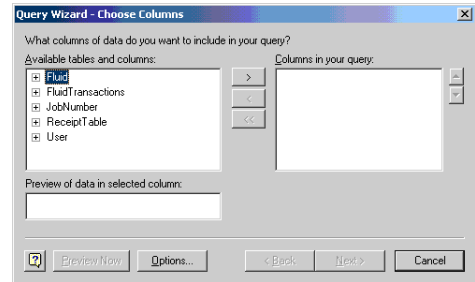 Query Wizard - Choose Columns
What columns of data do you want to include in your query?
Available tables and columns:
Columns in your query:
Fluid
FluidTransactions
JobNumber
ReceiptTable
User
>
<
<<
Preview of data in selected column:
Preview Now
Options...
< Back
Next >
Cancel